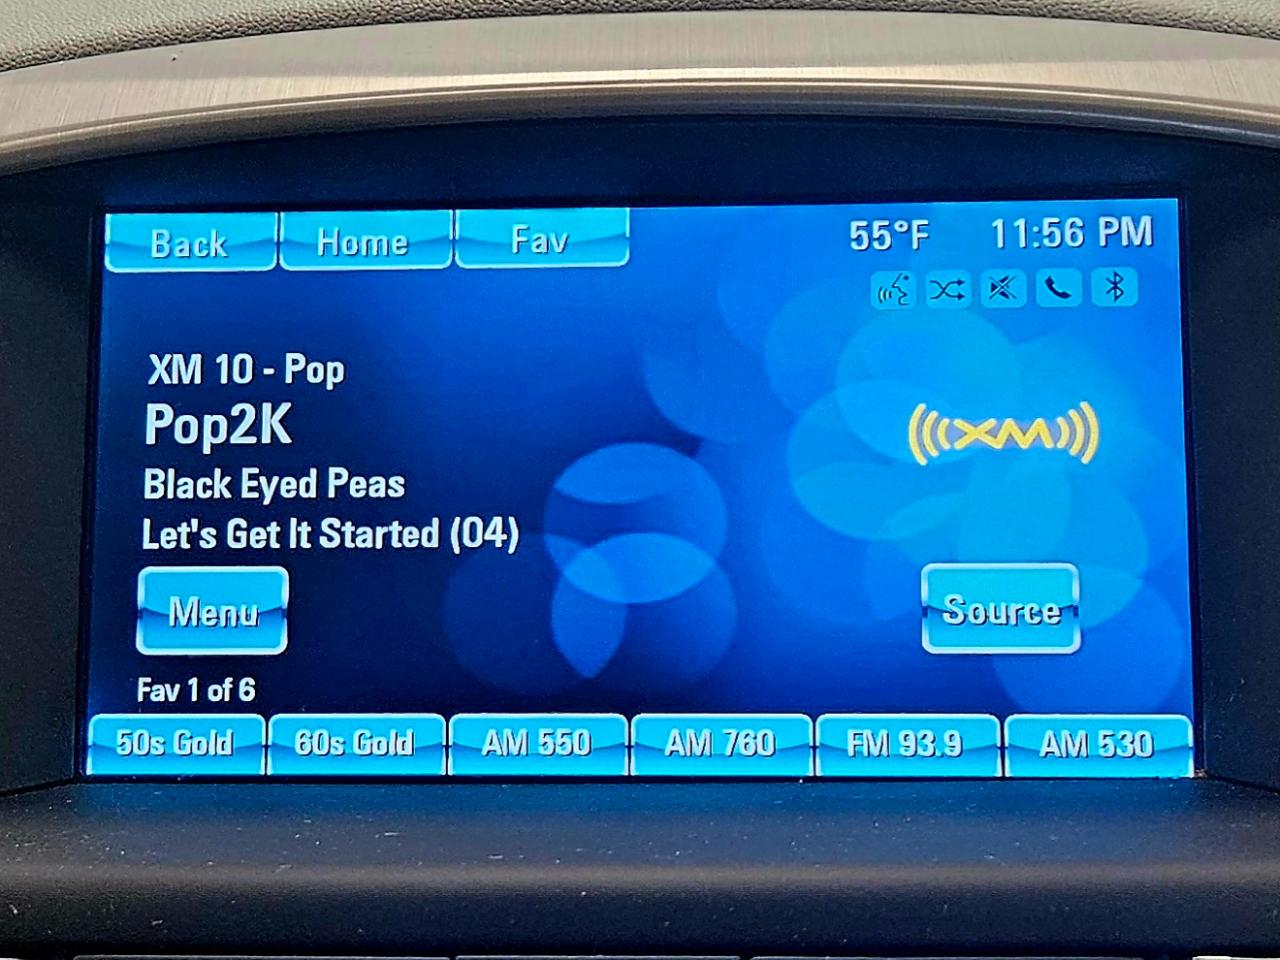 Back Home Fav 55°F 11:56 PM
XM 10 - Pop
Pop2K
XM
Black Eyed Peas
Let's Get It Started (04)
Menu Source
Fav 1 of 6
50s Gold 60s Gold AM 550 AM 760 FM 93.9 AM 530